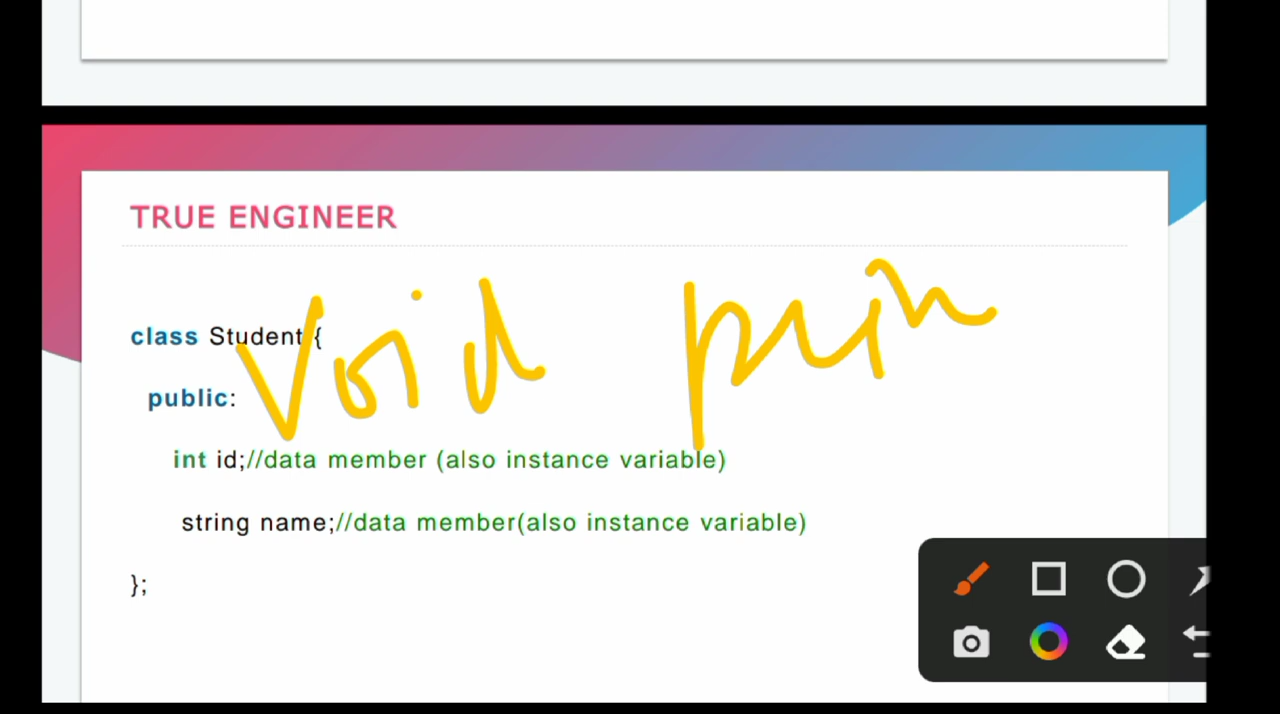 TRUE ENGINEER
class Student {
void prin
public:
int id;//data member (also instance variable)
string name;//data member(also instance variable)
};